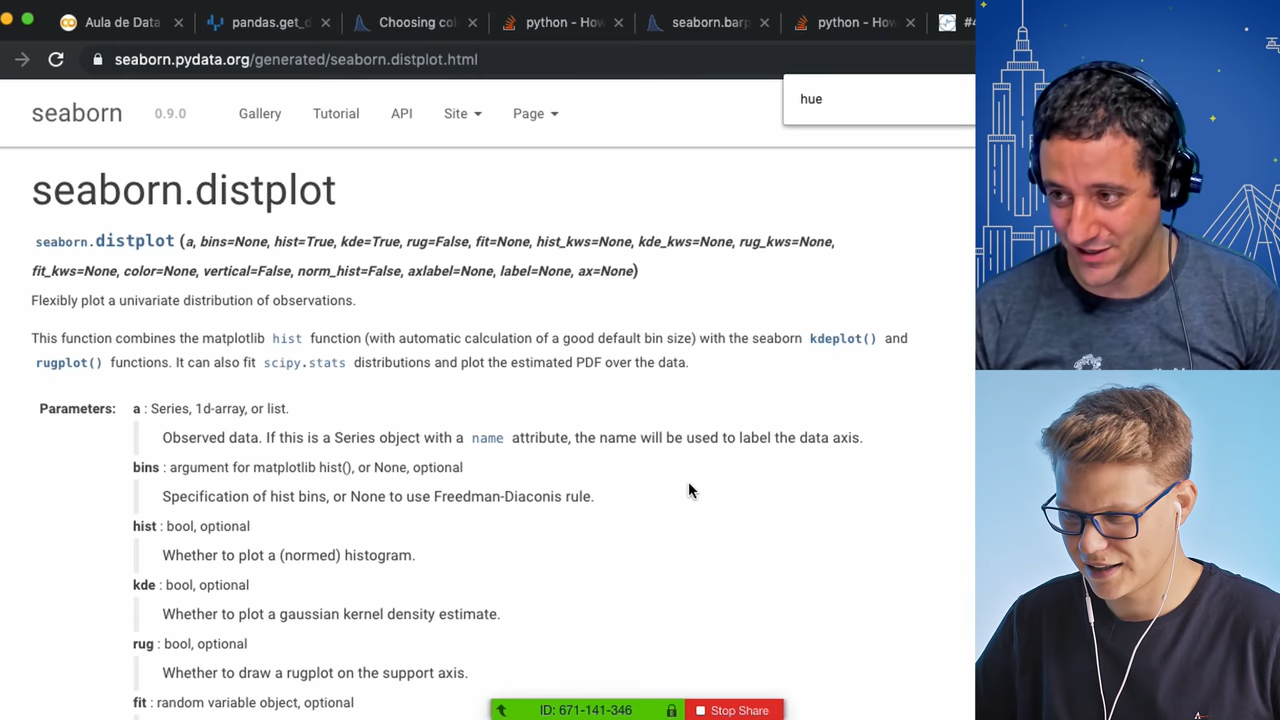 Aula de Data
pandas.get_d
Choosing col
python - How
seaborn.barp
python - How
#4
seaborn.pydata.org/generated/seaborn.distplot.html
hue
seaborn 0.9.0 Gallery Tutorial API Site Page
seaborn.distplot
seaborn.distplot (a, bins=None, hist=True, kde=True, rug=False, fit=None, hist_kws=None, kde_kws=None, rug_kws=None,
fit_kws=None, color=None, vertical=False, norm_hist=False, axlabel=None, label=None, ax=None)
Flexibly plot a univariate distribution of observations.
This function combines the matplotlib hist function (with automatic calculation of a good default bin size) with the seaborn kdeplot() and
rugplot() functions. It can also fit scipy.stats distributions and plot the estimated PDF over the data.
Parameters: a : Series, 1d-array, or list.
Observed data. If this is a Series object with a name attribute, the name will be used to label the data axis.
bins : argument for matplotlib hist(), or None, optional
Specification of hist bins, or None to use Freedman-Diaconis rule.
hist : bool, optional
Whether to plot a (normed) histogram.
kde : bool, optional
Whether to plot a gaussian kernel density estimate.
rug : bool, optional
Whether to draw a rugplot on the support axis.
fit : random variable object, optional
ID: 671-141-346 Stop Share